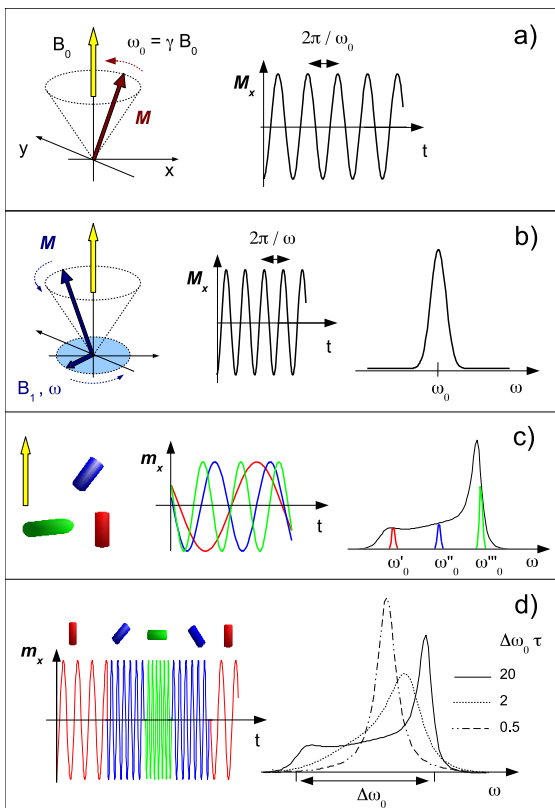 a)
B₀
ω₀ = γ B₀
M
y
x
2π / ω₀
Mₓ
t
b)
M
B₁ , ω
2π / ω
Mₓ
t
ω₀
ω
c)
mₓ
t
ω'₀
ω''₀
ω'''₀
ω
d)
mₓ
t
Δω₀ τ
20
2
0.5
Δω₀
ω